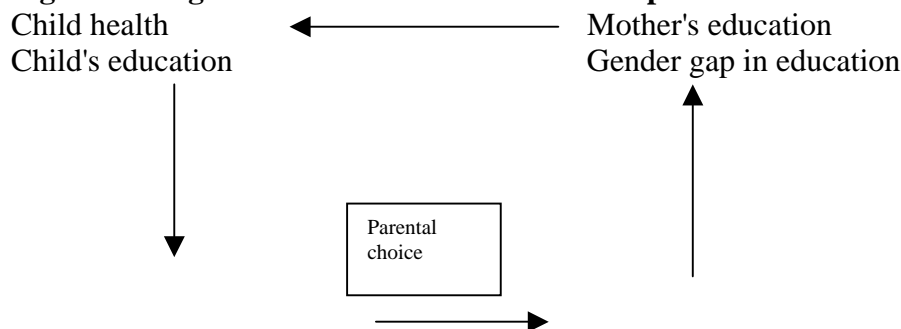 Child health
Mother's education
Child's education
Gender gap in education
Parental
choice